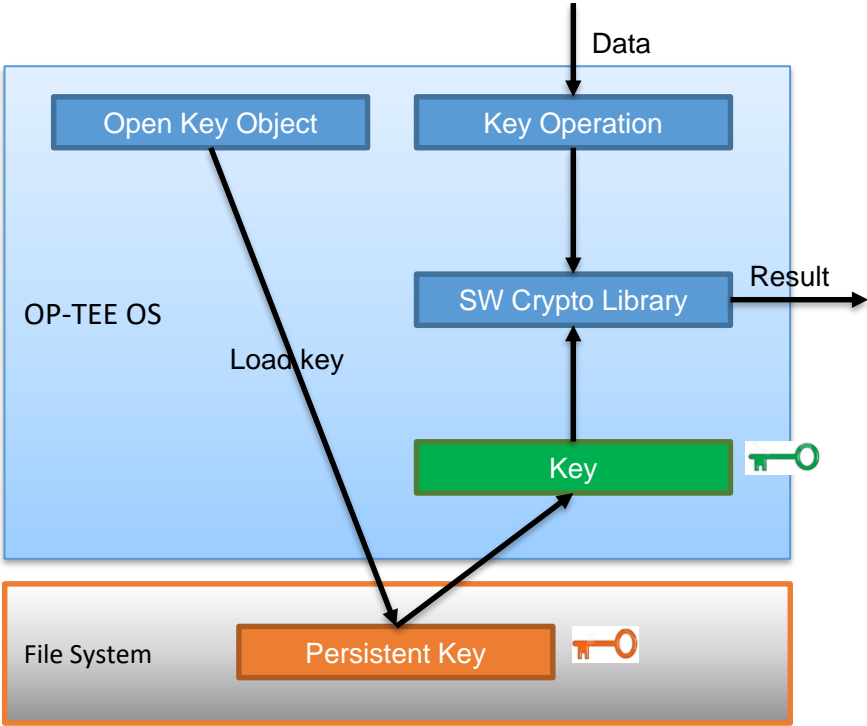 Data
Open Key Object
Key Operation
Result
SW Crypto Library
OP-TEE OS
Load key
Key
File System
Persistent Key